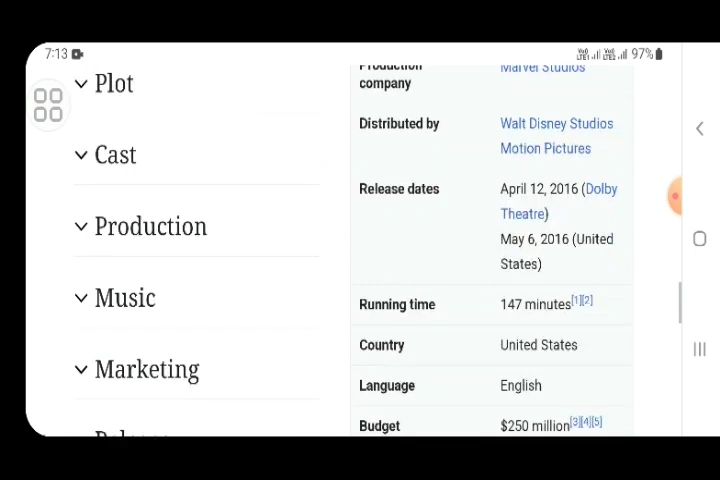 7:13
97%
Plot
Cast
Production
Music
Marketing
Production
company
Marvel Studios
Distributed by
Walt Disney Studios
Motion Pictures
Release dates
April 12, 2016 (Dolby
Theatre)
May 6, 2016 (United
States)
Running time
147 minutes[1][2]
Country
United States
Language
English
Budget
$250 million[3][4][5]